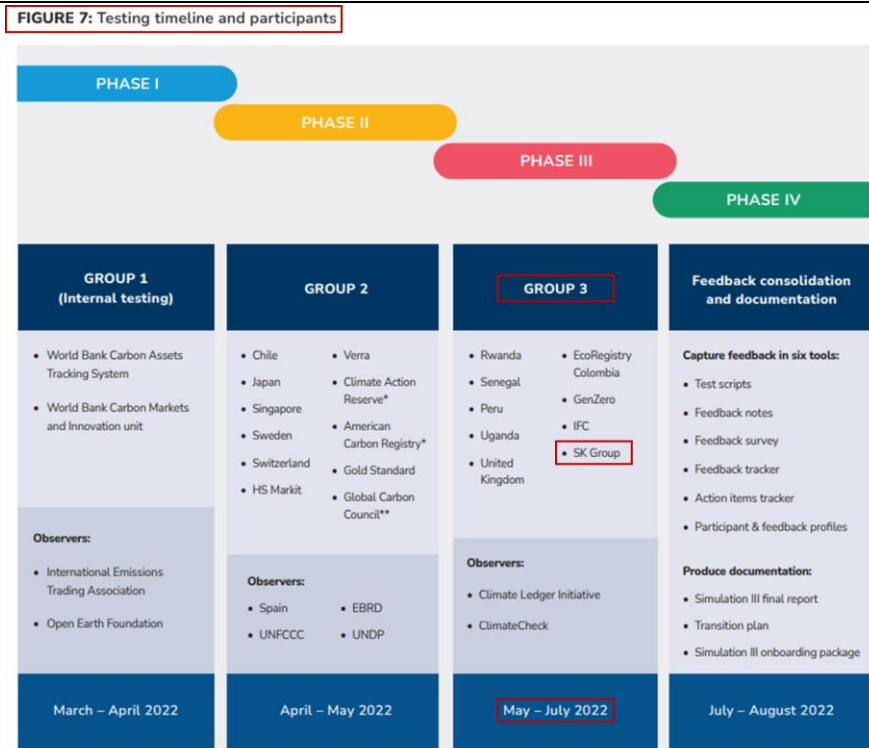 FIGURE 7: Testing timeline and participants
PHASE I
PHASE II
PHASE III
PHASE IV
GROUP 1
(Internal testing)
• World Bank Carbon Assets
Tracking System
• World Bank Carbon Markets
and Innovation unit
Observers:
• International Emissions
Trading Association
• Open Earth Foundation
March – April 2022
GROUP 2
• Chile
• Japan
• Singapore
• Sweden
• Switzerland
• HS Markit
• Verra
• Climate Action
Reserve*
• American
Carbon Registry*
• Gold Standard
• Global Carbon
Council**
Observers:
• Spain
• UNFCCC
• EBRD
• UNDP
April – May 2022
GROUP 3
• Rwanda
• Senegal
• Peru
• Uganda
• United
Kingdom
• EcoRegistry
Colombia
• GenZero
• IFC
• SK Group
Observers:
• Climate Ledger Initiative
• ClimateCheck
May – July 2022
Feedback consolidation
and documentation
Capture feedback in six tools:
• Test scripts
• Feedback notes
• Feedback survey
• Feedback tracker
• Action items tracker
• Participant & feedback profiles
Produce documentation:
• Simulation III final report
• Transition plan
• Simulation III onboarding package
July – August 2022